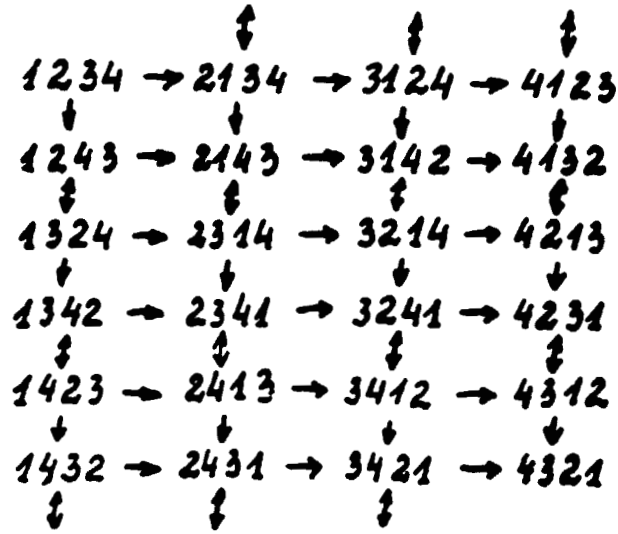 1234 → 2134 → 3124 → 4123
1243 → 2143 → 3142 → 4132
1324 → 2314 → 3214 → 4213
1342 → 2341 → 3241 → 4231
1423 → 2413 → 3412 → 4312
1432 → 2431 → 3421 → 4321